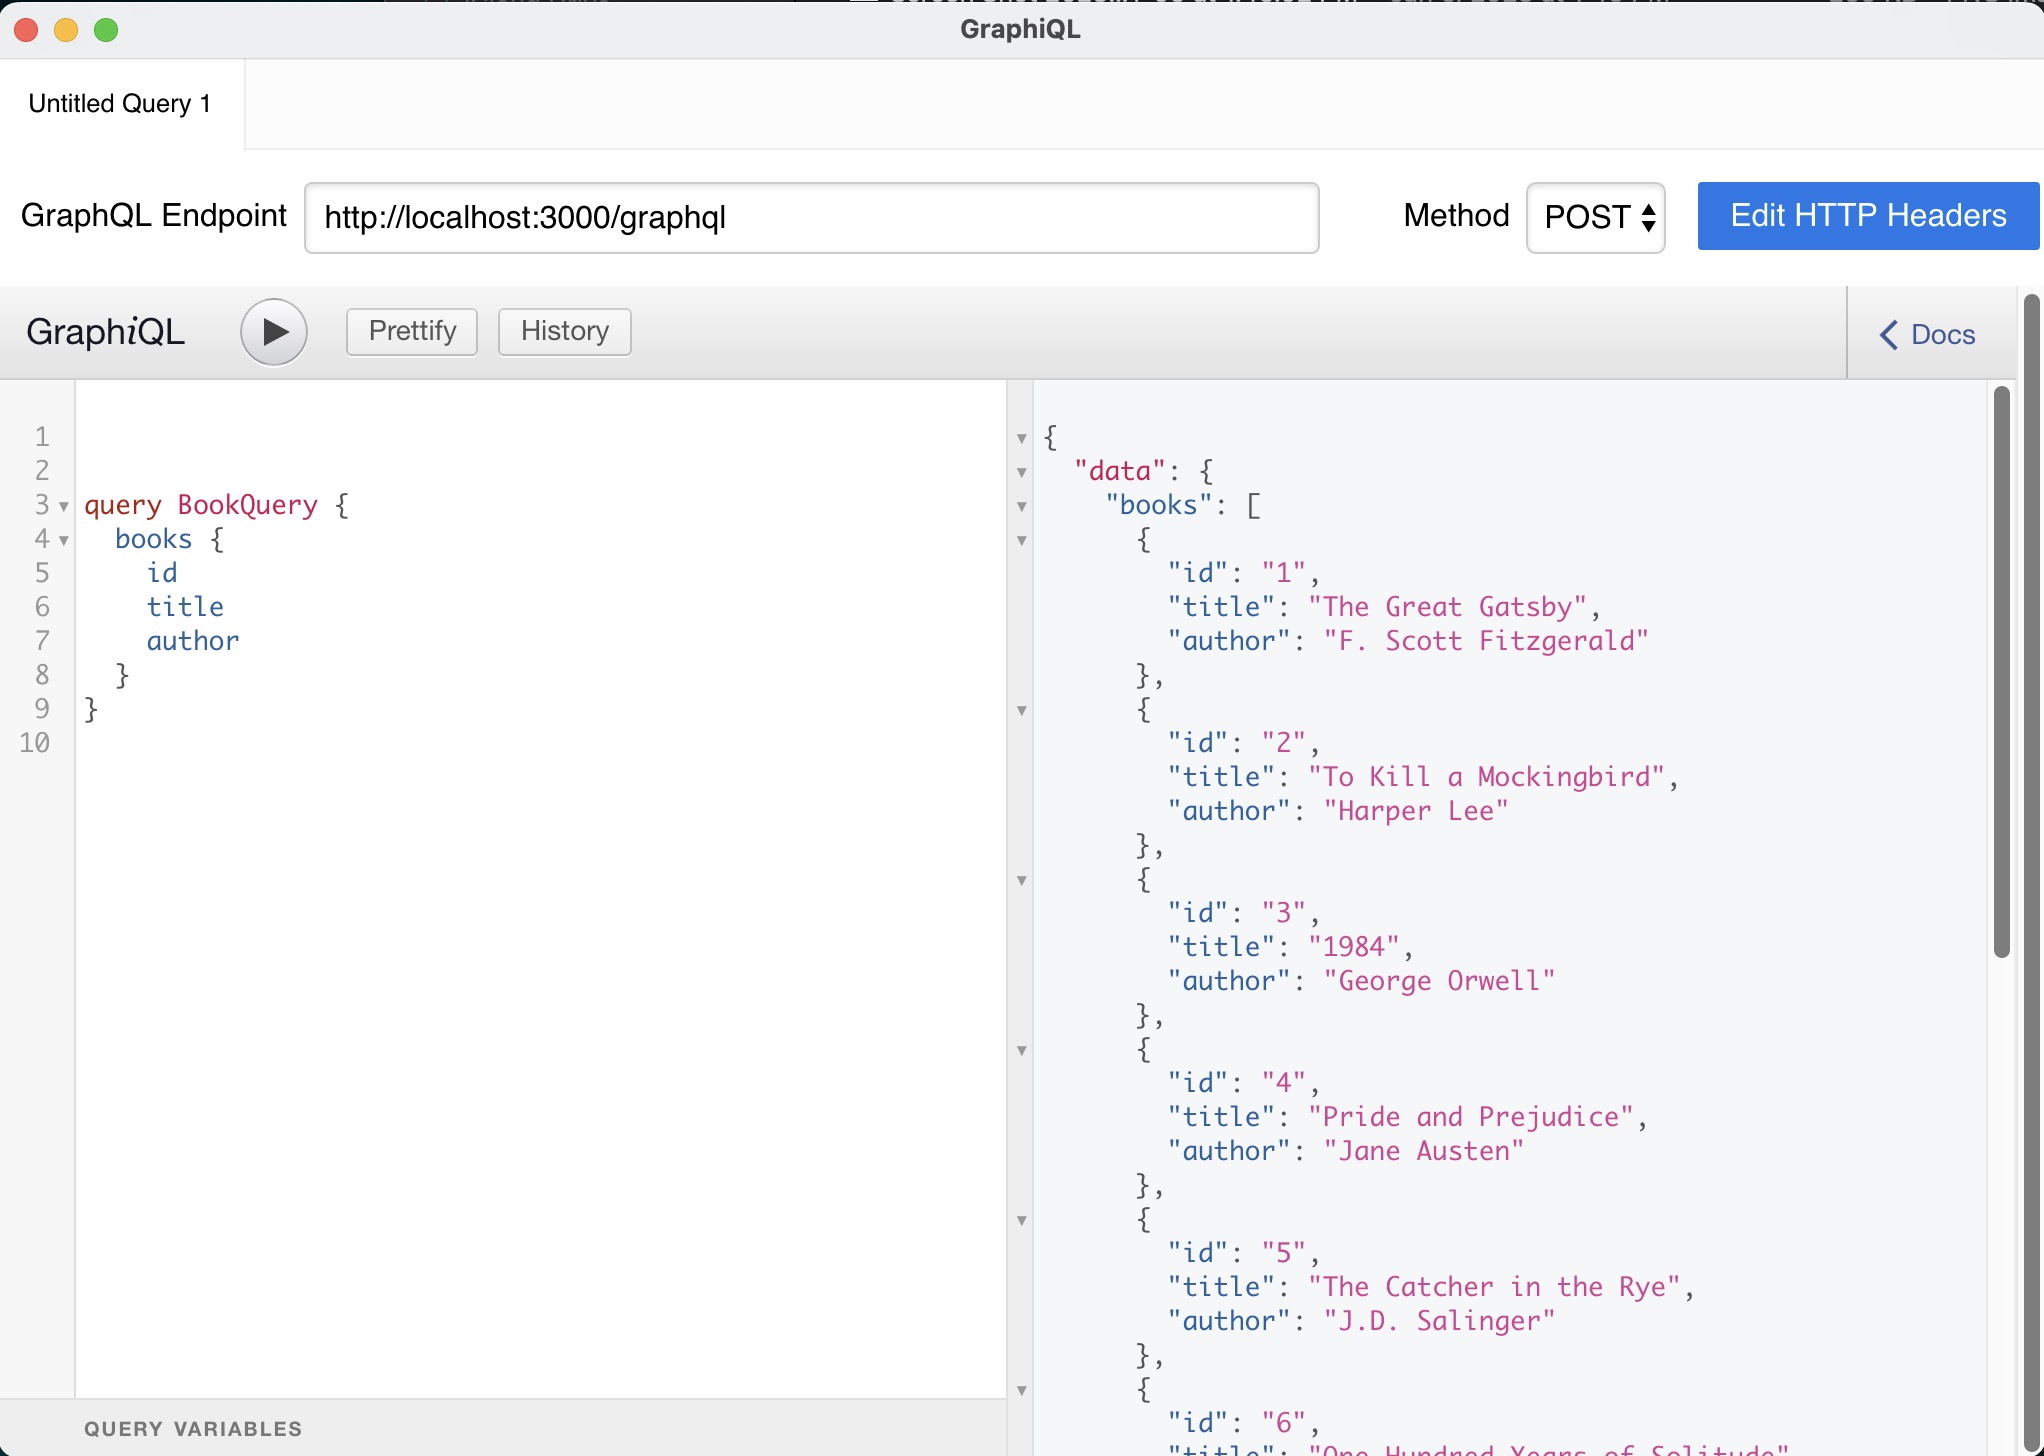 GraphiQL
Untitled Query 1
GraphQL Endpoint http://localhost:3000/graphql Method POST Edit HTTP Headers
GraphiQL Prettify History Docs
1
2
3 query BookQuery {
4 books {
5 id
6 title
7 author
8 }
9 }
10
QUERY VARIABLES
{
"data": {
"books": [
{
"id": "1",
"title": "The Great Gatsby",
"author": "F. Scott Fitzgerald"
},
{
"id": "2",
"title": "To Kill a Mockingbird",
"author": "Harper Lee"
},
{
"id": "3",
"title": "1984",
"author": "George Orwell"
},
{
"id": "4",
"title": "Pride and Prejudice",
"author": "Jane Austen"
},
{
"id": "5",
"title": "The Catcher in the Rye",
"author": "J.D. Salinger"
},
{
"id": "6",
"title": "One Hundred Years of Solitude"